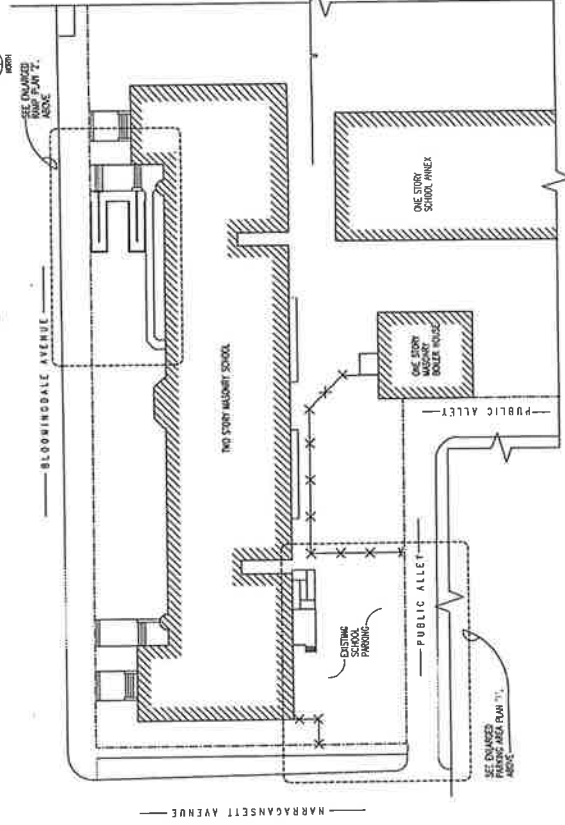 NORTH
SEE ENLARGED
RAMP PLAN "2",
ABOVE
BLOOMINGDALE AVENUE
TWO STORY MASONRY SCHOOL
ONE STORY
SCHOOL ANNEX
ONE STORY
MASONRY
BOILER HOUSE
PUBLIC ALLEY
EXISTING
SCHOOL
PARKING
PUBLIC ALLEY
SEE ENLARGED
PARKING AREA PLAN "1",
ABOVE
NARRAGANSETT AVENUE